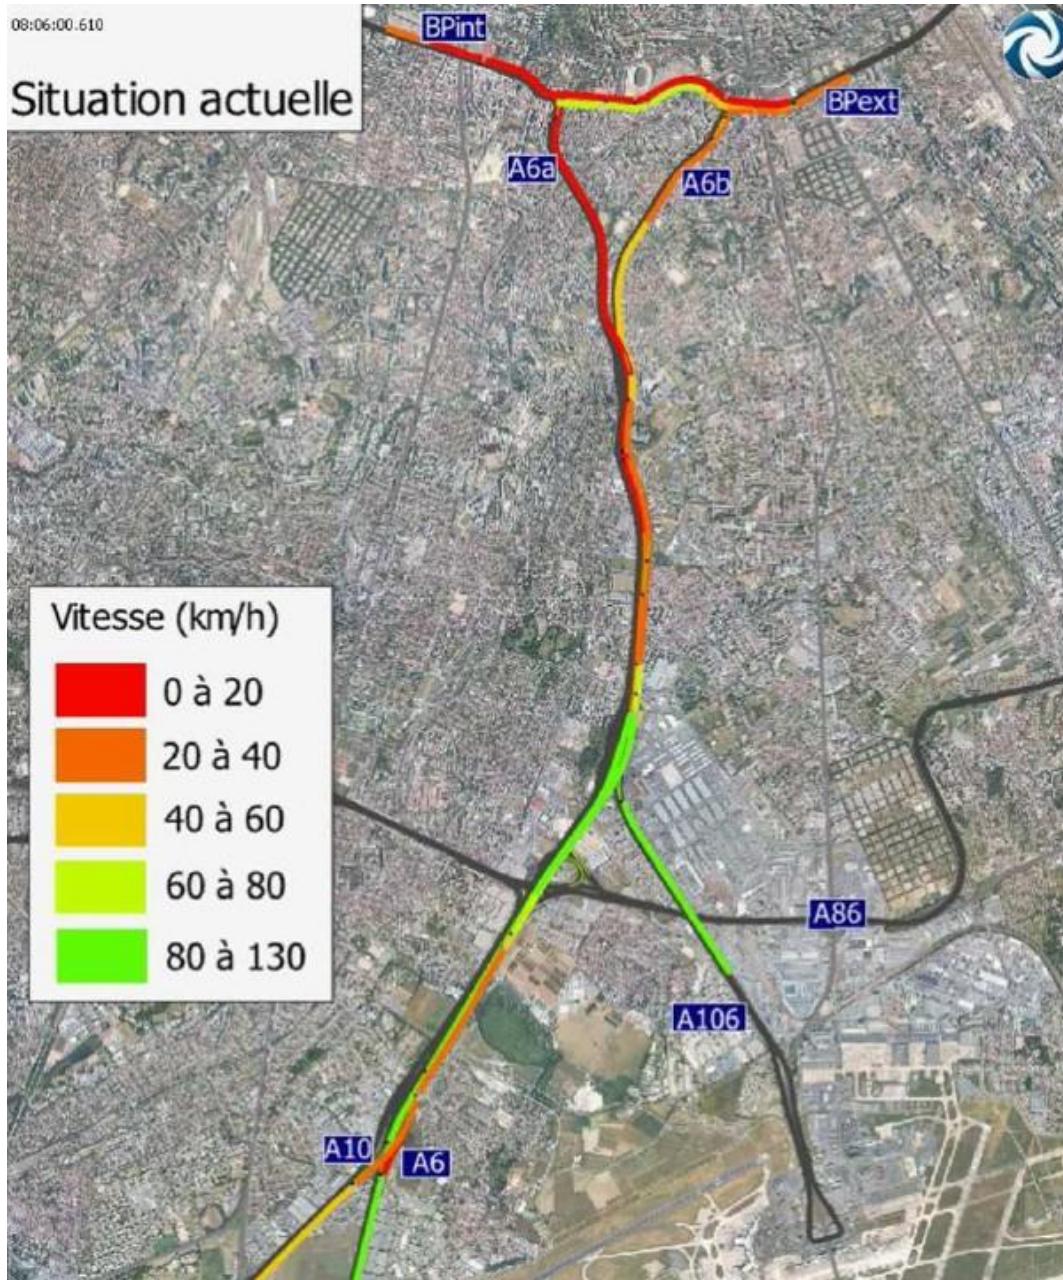 08:06:00.610
Situation actuelle
BPint
BPext
A6a
A6b
Vitesse (km/h)
0 à 20
20 à 40
40 à 60
60 à 80
80 à 130
A86
A106
A10
A6